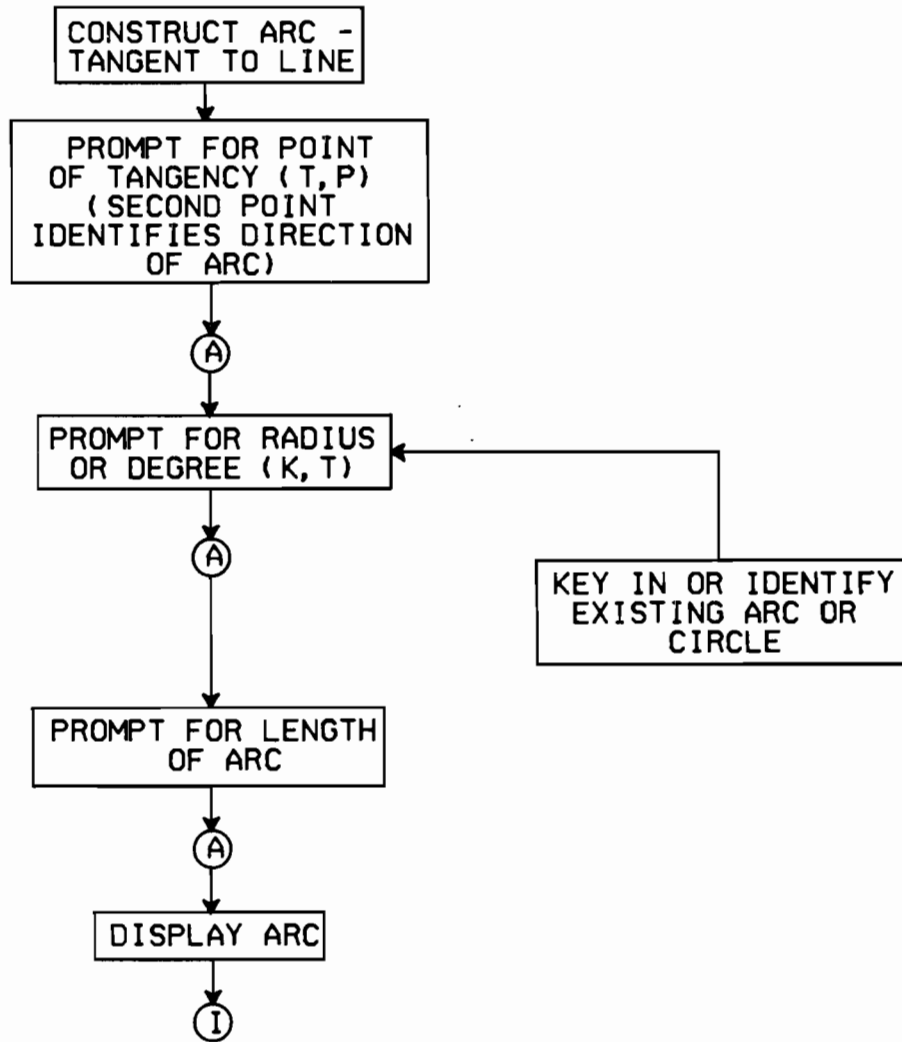 CONSTRUCT ARC -
TANGENT TO LINE
PROMPT FOR POINT
OF TANGENCY (T,P)
(SECOND POINT
IDENTIFIES DIRECTION
OF ARC)
A
PROMPT FOR RADIUS
OR DEGREE (K,T)
A
KEY IN OR IDENTIFY
EXISTING ARC OR
CIRCLE
PROMPT FOR LENGTH
OF ARC
A
DISPLAY ARC
I